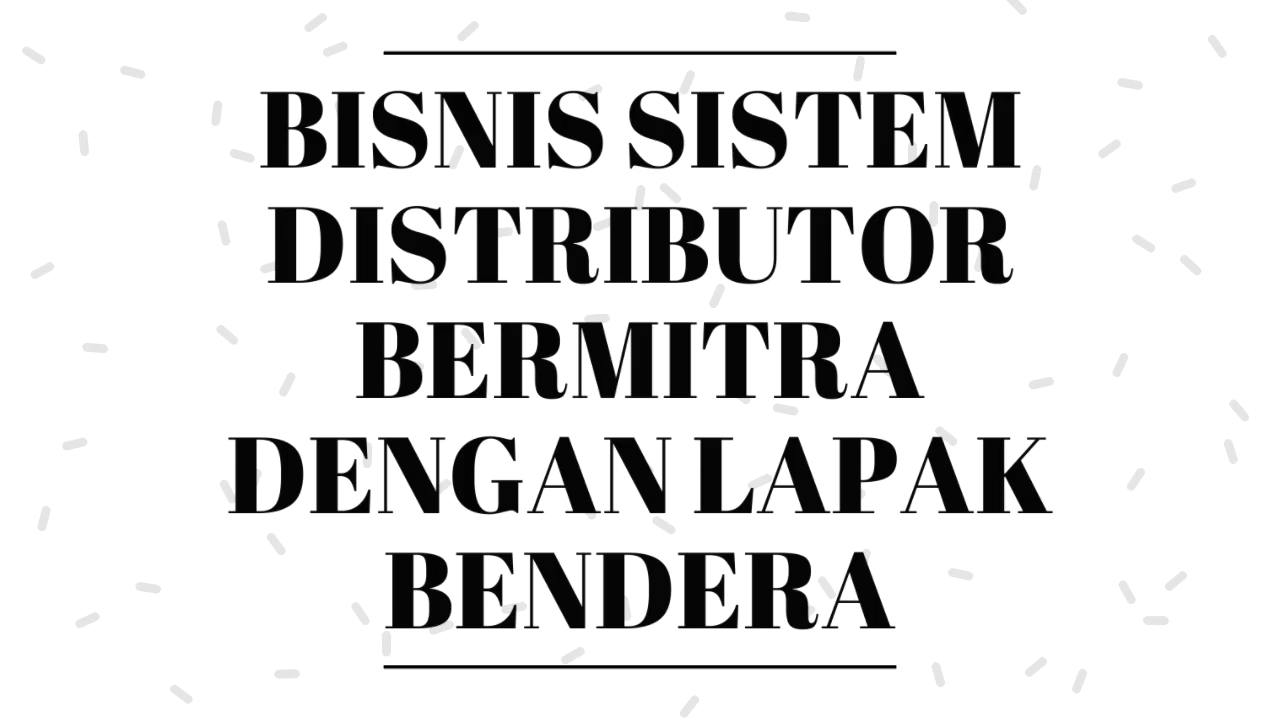 BISNIS SISTEM
DISTRIBUTOR
BERMITRA
DENGAN LAPAK
BENDERA